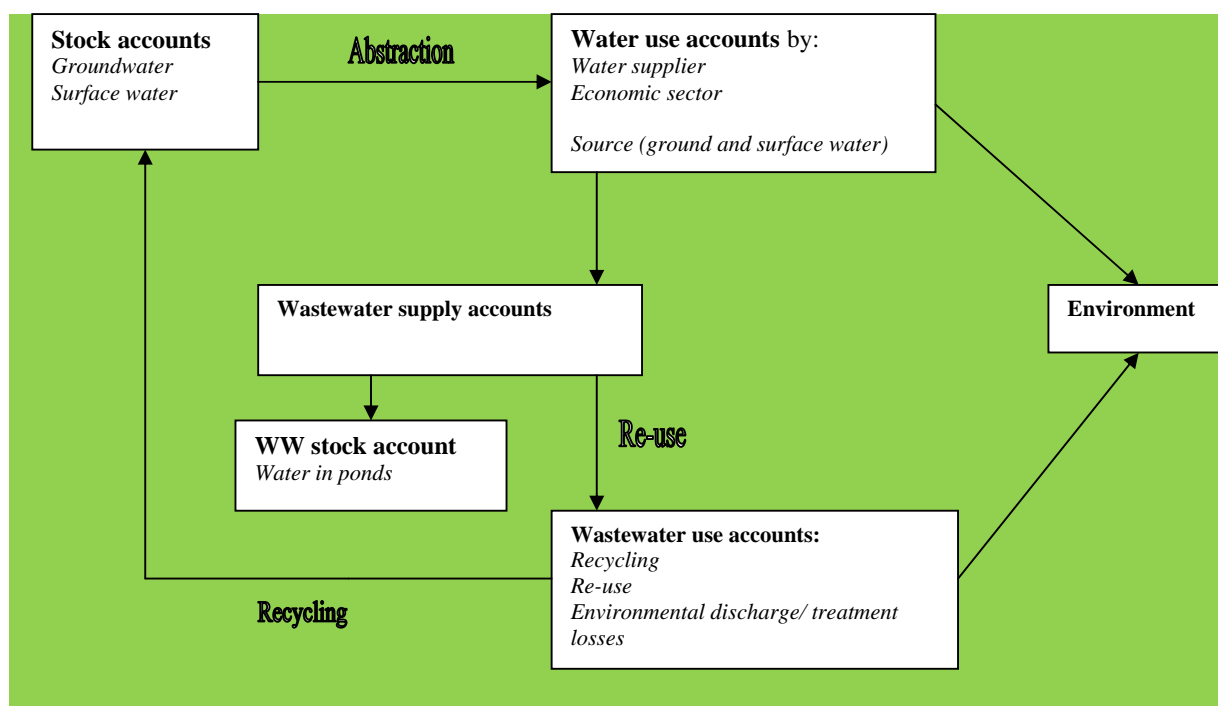 Stock accounts
Groundwater
Surface water
Abstraction
Water use accounts by:
Water supplier
Economic sector
Source (ground and surface water)
Wastewater supply accounts
Environment
WW stock account
Water in ponds
Re-use
Wastewater use accounts:
Recycling
Re-use
Environmental discharge/ treatment
losses
Recycling